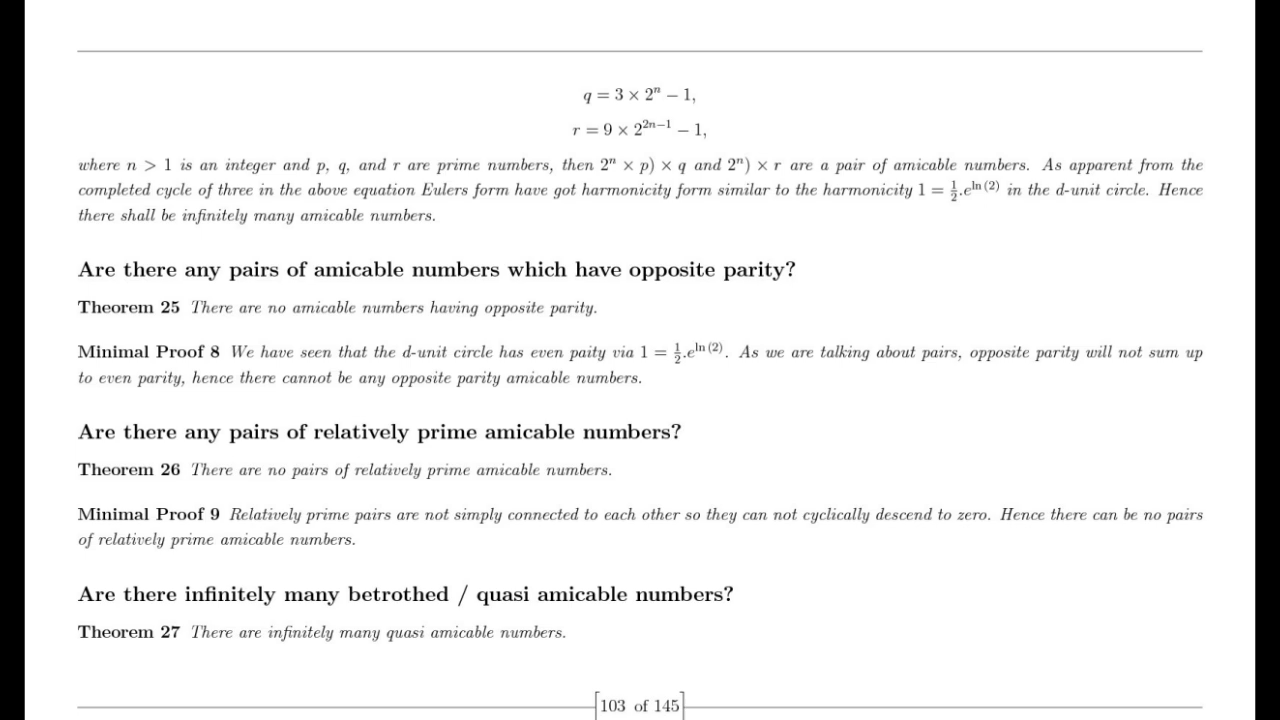 q = 3 × 2ⁿ − 1,
r = 9 × 2²ⁿ⁻¹ − 1,
where n > 1 is an integer and p, q, and r are prime numbers, then 2ⁿ × p) × q and 2ⁿ) × r are a pair of amicable numbers. As apparent from the
completed cycle of three in the above equation Eulers form have got harmonicity form similar to the harmonicity 1 = ½.e^ln(2) in the d-unit circle. Hence
there shall be infinitely many amicable numbers.
Are there any pairs of amicable numbers which have opposite parity?
Theorem 25 There are no amicable numbers having opposite parity.
Minimal Proof 8 We have seen that the d-unit circle has even paity via 1 = ½.e^ln(2). As we are talking about pairs, opposite parity will not sum up
to even parity, hence there cannot be any opposite parity amicable numbers.
Are there any pairs of relatively prime amicable numbers?
Theorem 26 There are no pairs of relatively prime amicable numbers.
Minimal Proof 9 Relatively prime pairs are not simply connected to each other so they can not cyclically descend to zero. Hence there can be no pairs
of relatively prime amicable numbers.
Are there infinitely many betrothed / quasi amicable numbers?
Theorem 27 There are infinitely many quasi amicable numbers.
[103 of 145]